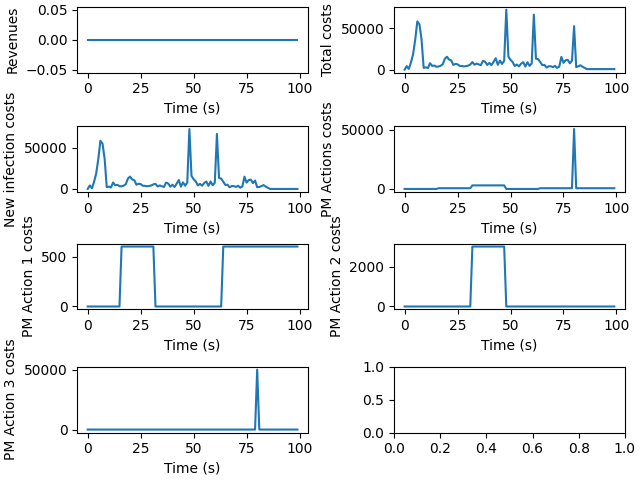 Revenues
0.05
0.00
−0.05
0 25 50 75 100
Time (s)
Total costs
50000
0
0 25 50 75 100
Time (s)
New infection costs
50000
0
0 25 50 75 100
Time (s)
PM Actions costs
50000
0
0 25 50 75 100
Time (s)
PM Action 1 costs
500
0
0 25 50 75 100
Time (s)
PM Action 2 costs
2000
0
0 25 50 75 100
Time (s)
PM Action 3 costs
50000
0
0 25 50 75 100
Time (s)
1.0
0.5
0.0
0.0 0.2 0.4 0.6 0.8 1.0